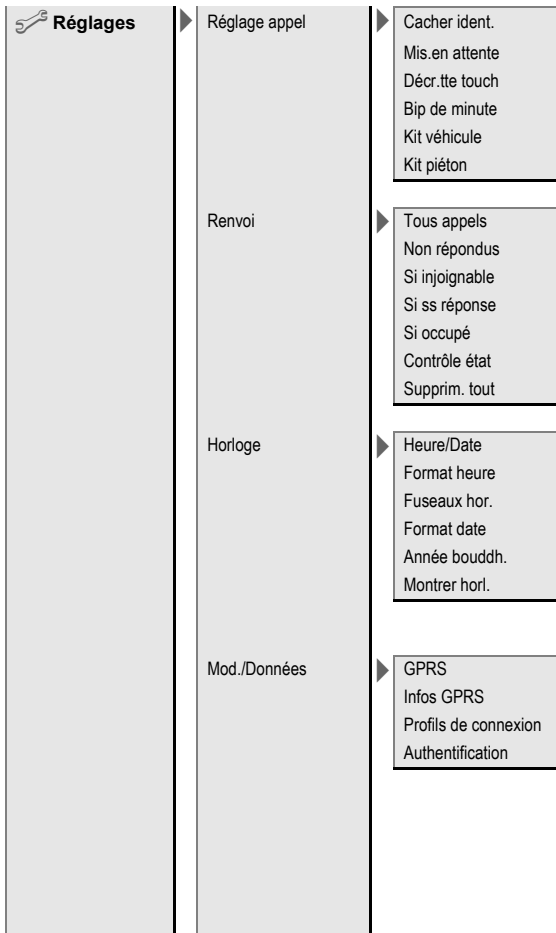 Réglages
Réglage appel
Cacher ident.
Mis.en attente
Décr.tte touch
Bip de minute
Kit véhicule
Kit piéton
Renvoi
Tous appels
Non répondus
Si injoignable
Si ss réponse
Si occupé
Contrôle état
Supprim. tout
Horloge
Heure/Date
Format heure
Fuseaux hor.
Format date
Année bouddh.
Montrer horl.
Mod./Données
GPRS
Infos GPRS
Profils de connexion
Authentification